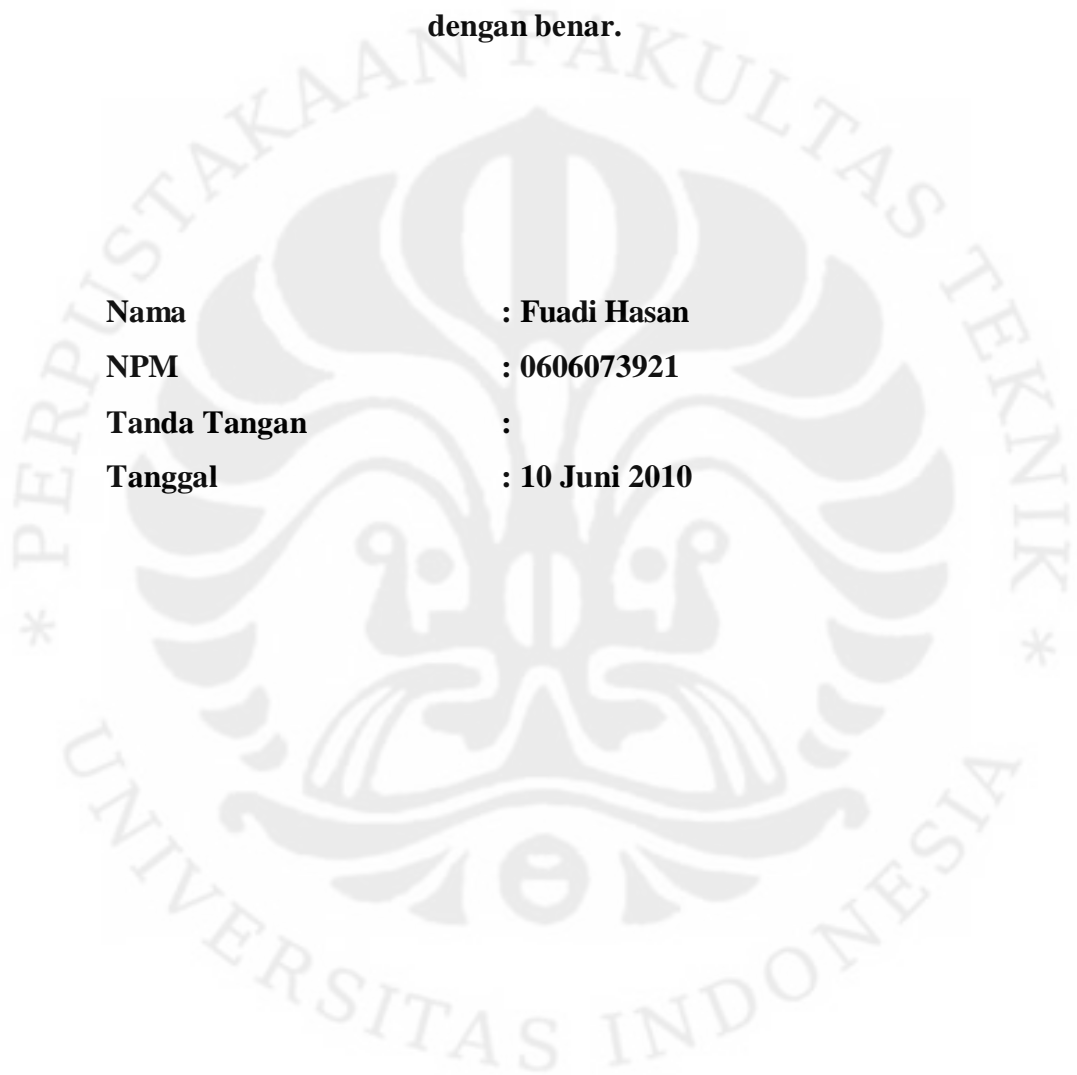 dengan benar.
Nama : Fuadi Hasan
NPM : 0606073921
Tanda Tangan :
Tanggal : 10 Juni 2010
* PERPUSTAKAAN FAKULTAS TEKNIK *
UNIVERSITAS INDONESIA